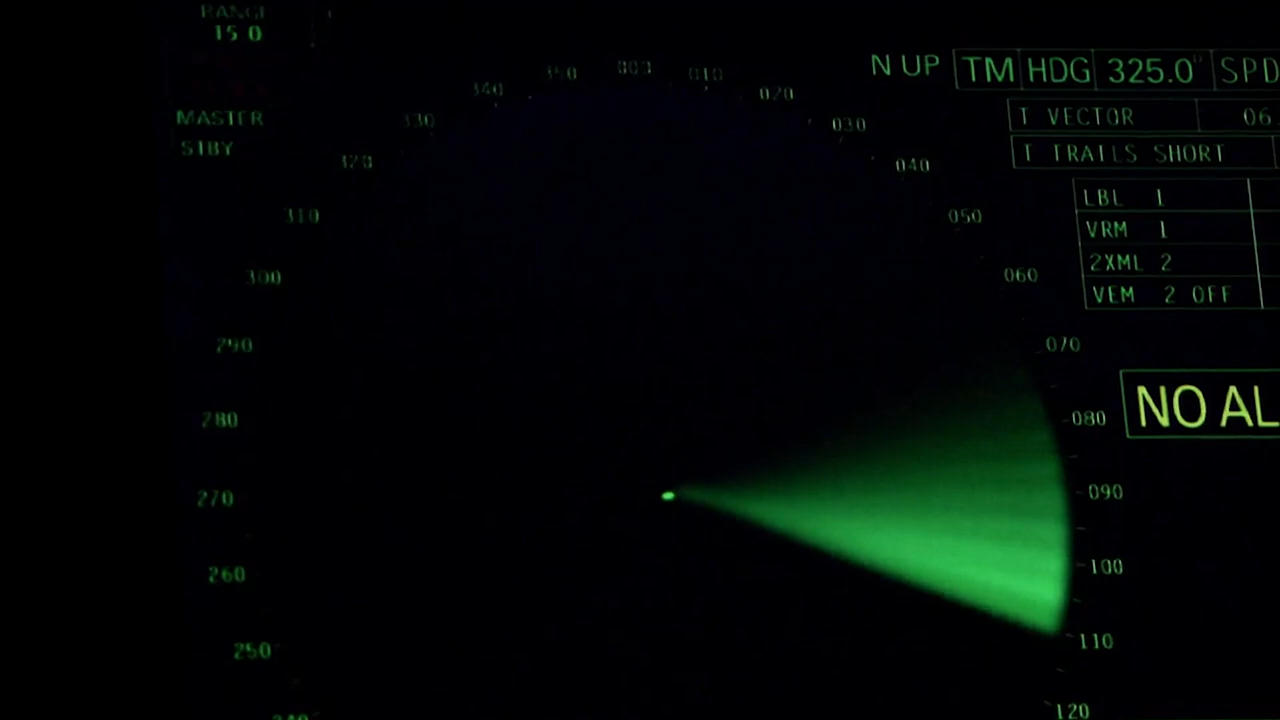 RANGE
15 0
MASTER
STBY
N UP
TM HDG 325.0° SPD
T VECTOR 06
T TRAILS SHORT
LBL 1
VRM 1
2XML 2
VEM 2 OFF
NO AL
000
010
020
030
040
050
060
070
080
090
100
110
120
240
250
260
270
280
290
300
310
320
330
340
350